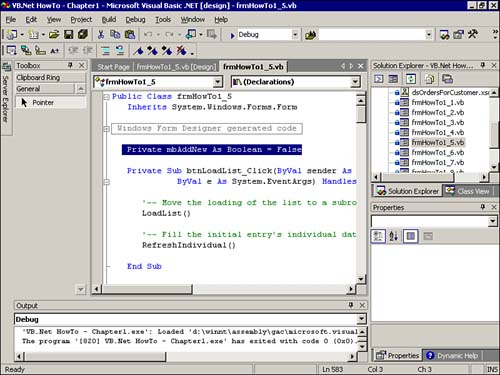 VB.Net HowTo - Chapter1 - Microsoft Visual Basic .NET [design] - frmHowTo1_5.vb
File Edit View Project Build Debug Tools Window Help
Debug
Server Explorer
Toolbox
Clipboard Ring
General
Pointer
Start Page frmHowTo1_5.vb [Design] frmHowTo1_5.vb
frmHowTo1_5
(Declarations)
Public Class frmHowTo1_5
Inherits System.Windows.Forms.Form
Windows Form Designer generated code
Private mbAddNew As Boolean = False
Private Sub btnLoadList_Click(ByVal sender As
ByVal e As System.EventArgs) Handles
'-- Move the loading of the list to a subro
LoadList()
'-- Fill the initial entry's individual dat
RefreshIndividual()
End Sub
Solution Explorer - VB.Net How...
dsOrdersForCustomer.xsd
frmHowTo1_1.vb
frmHowTo1_2.vb
frmHowTo1_3.vb
frmHowTo1_4.vb
frmHowTo1_5.vb
frmHowTo1_6.vb
frmHowTo1_7.vb
Solution Explorer Class View
Properties
Properties Dynamic Help
Output
Debug
'VB.Net HowTo - Chapter1.exe': Loaded 'd:\winnt\assembly\gac\microsoft.visual
The program '[820] VB.Net HowTo - Chapter1.exe' has exited with code 0 (0x0).
Ready Ln 583 Col 3 Ch 3 INS